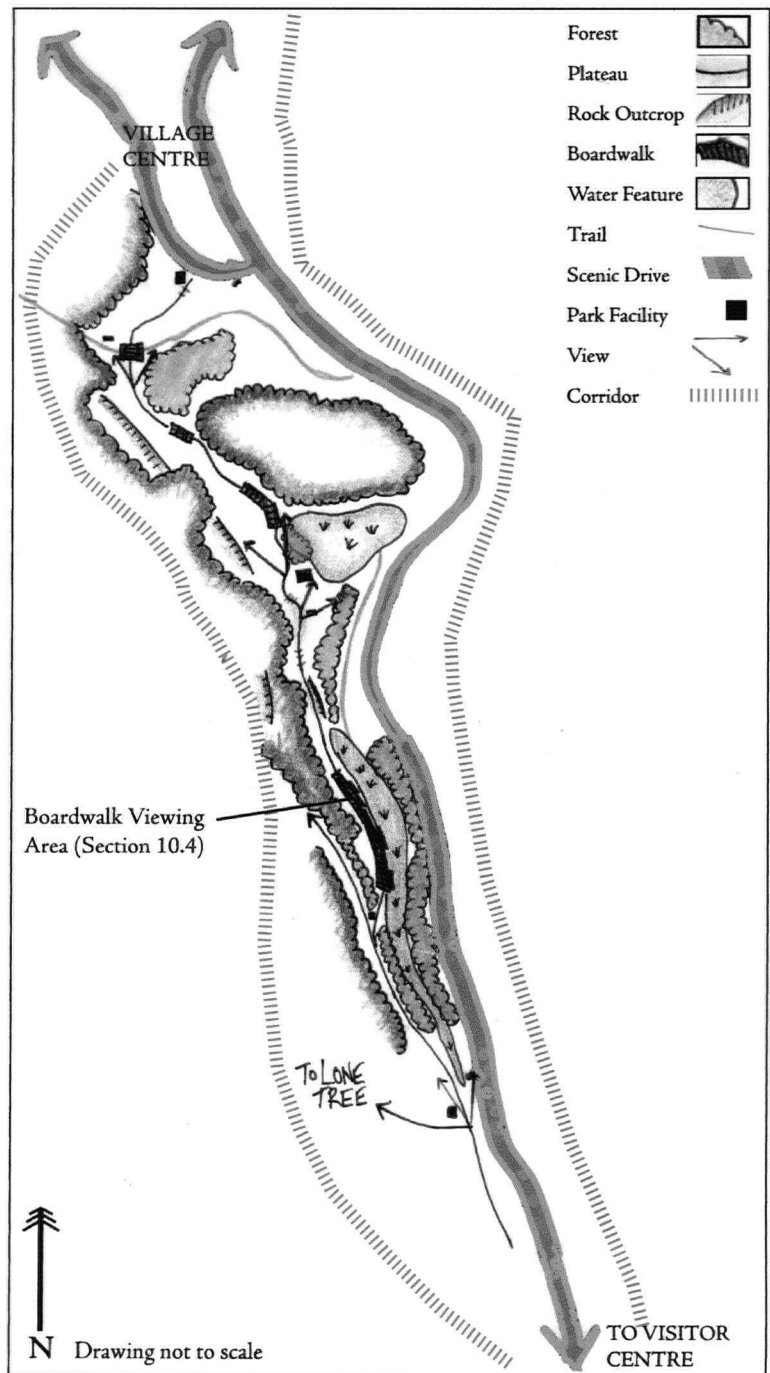 Forest
Plateau
Rock Outcrop
Boardwalk
Water Feature
Trail
Scenic Drive
Park Facility
View
Corridor
VILLAGE
CENTRE
Boardwalk Viewing
Area (Section 10.4)
TO LONE
TREE
N Drawing not to scale
TO VISITOR
CENTRE